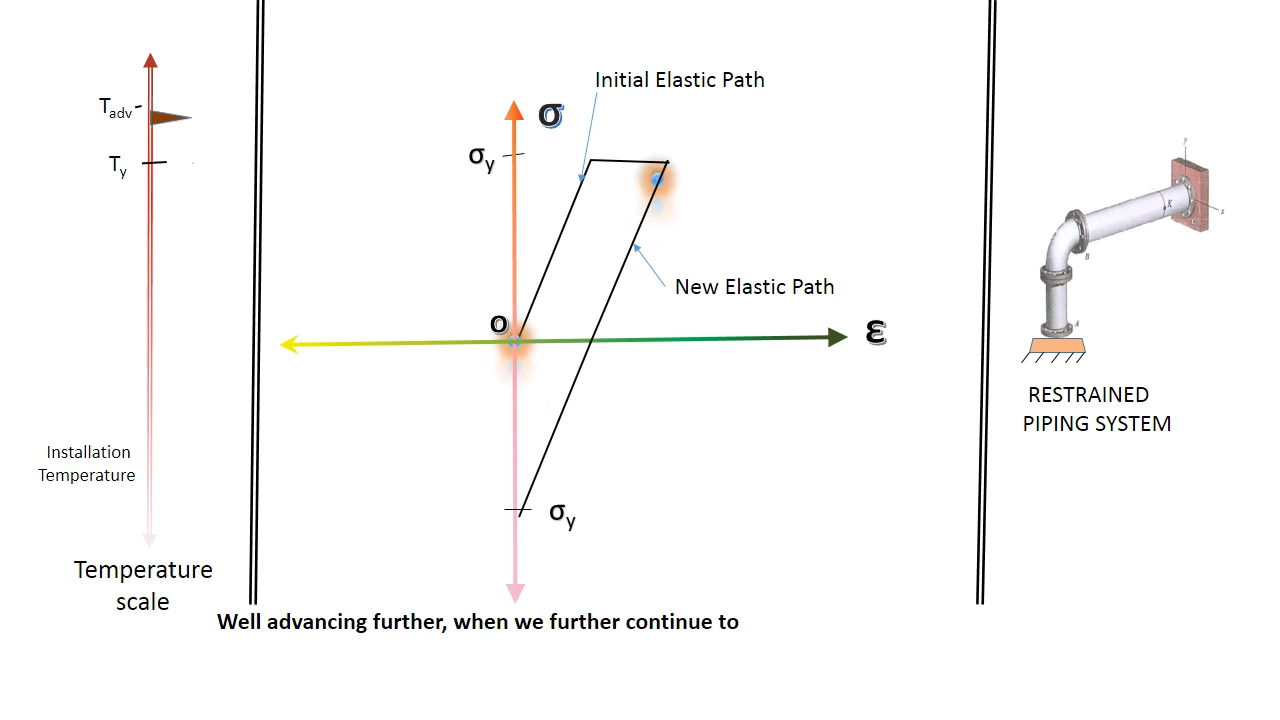 T_adv
T_y
Installation
Temperature
Temperature
scale
Initial Elastic Path
σ
σ_y
New Elastic Path
O
ε
σ_y
y
K
x
B
A
RESTRAINED
PIPING SYSTEM
Well advancing further, when we further continue to